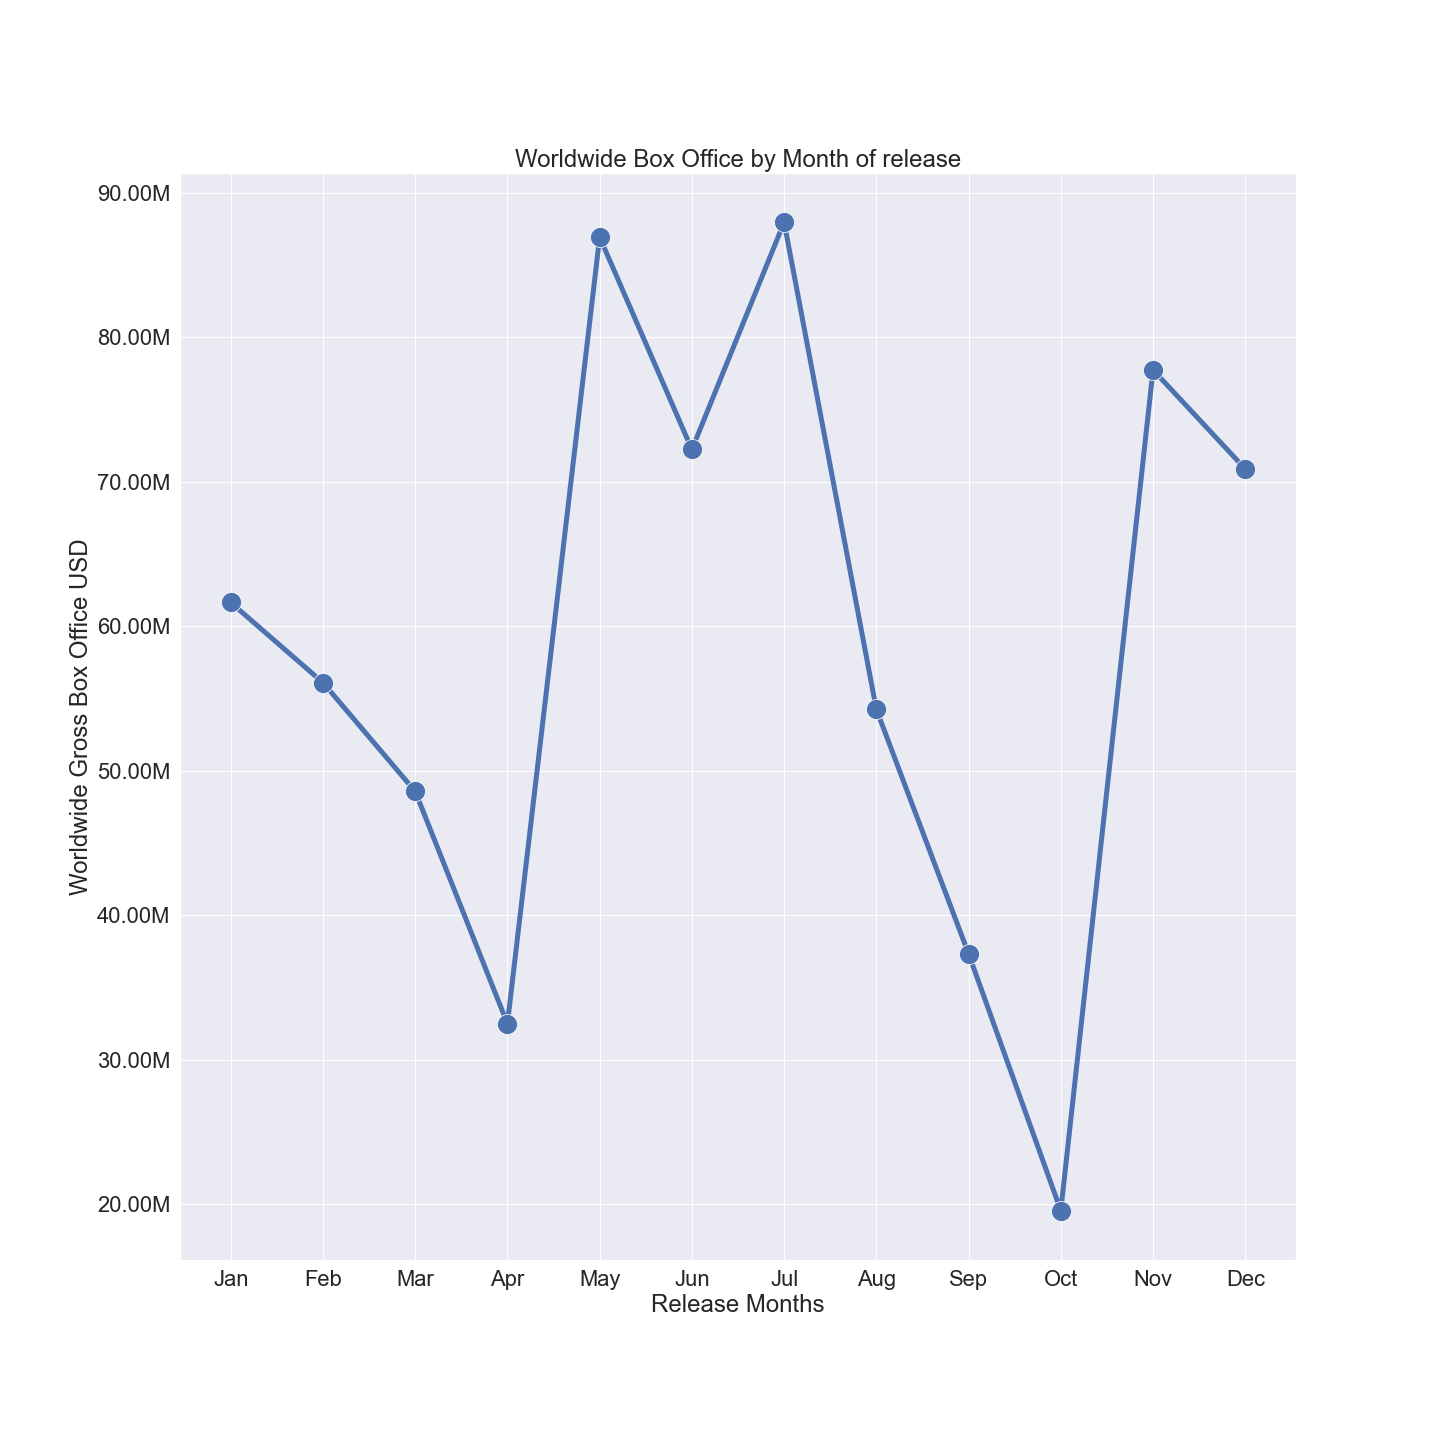 Worldwide Box Office by Month of release
90.00M
80.00M
70.00M
60.00M
50.00M
40.00M
30.00M
20.00M
Worldwide Gross Box Office USD
Jan Feb Mar Apr May Jun Jul Aug Sep Oct Nov Dec
Release Months